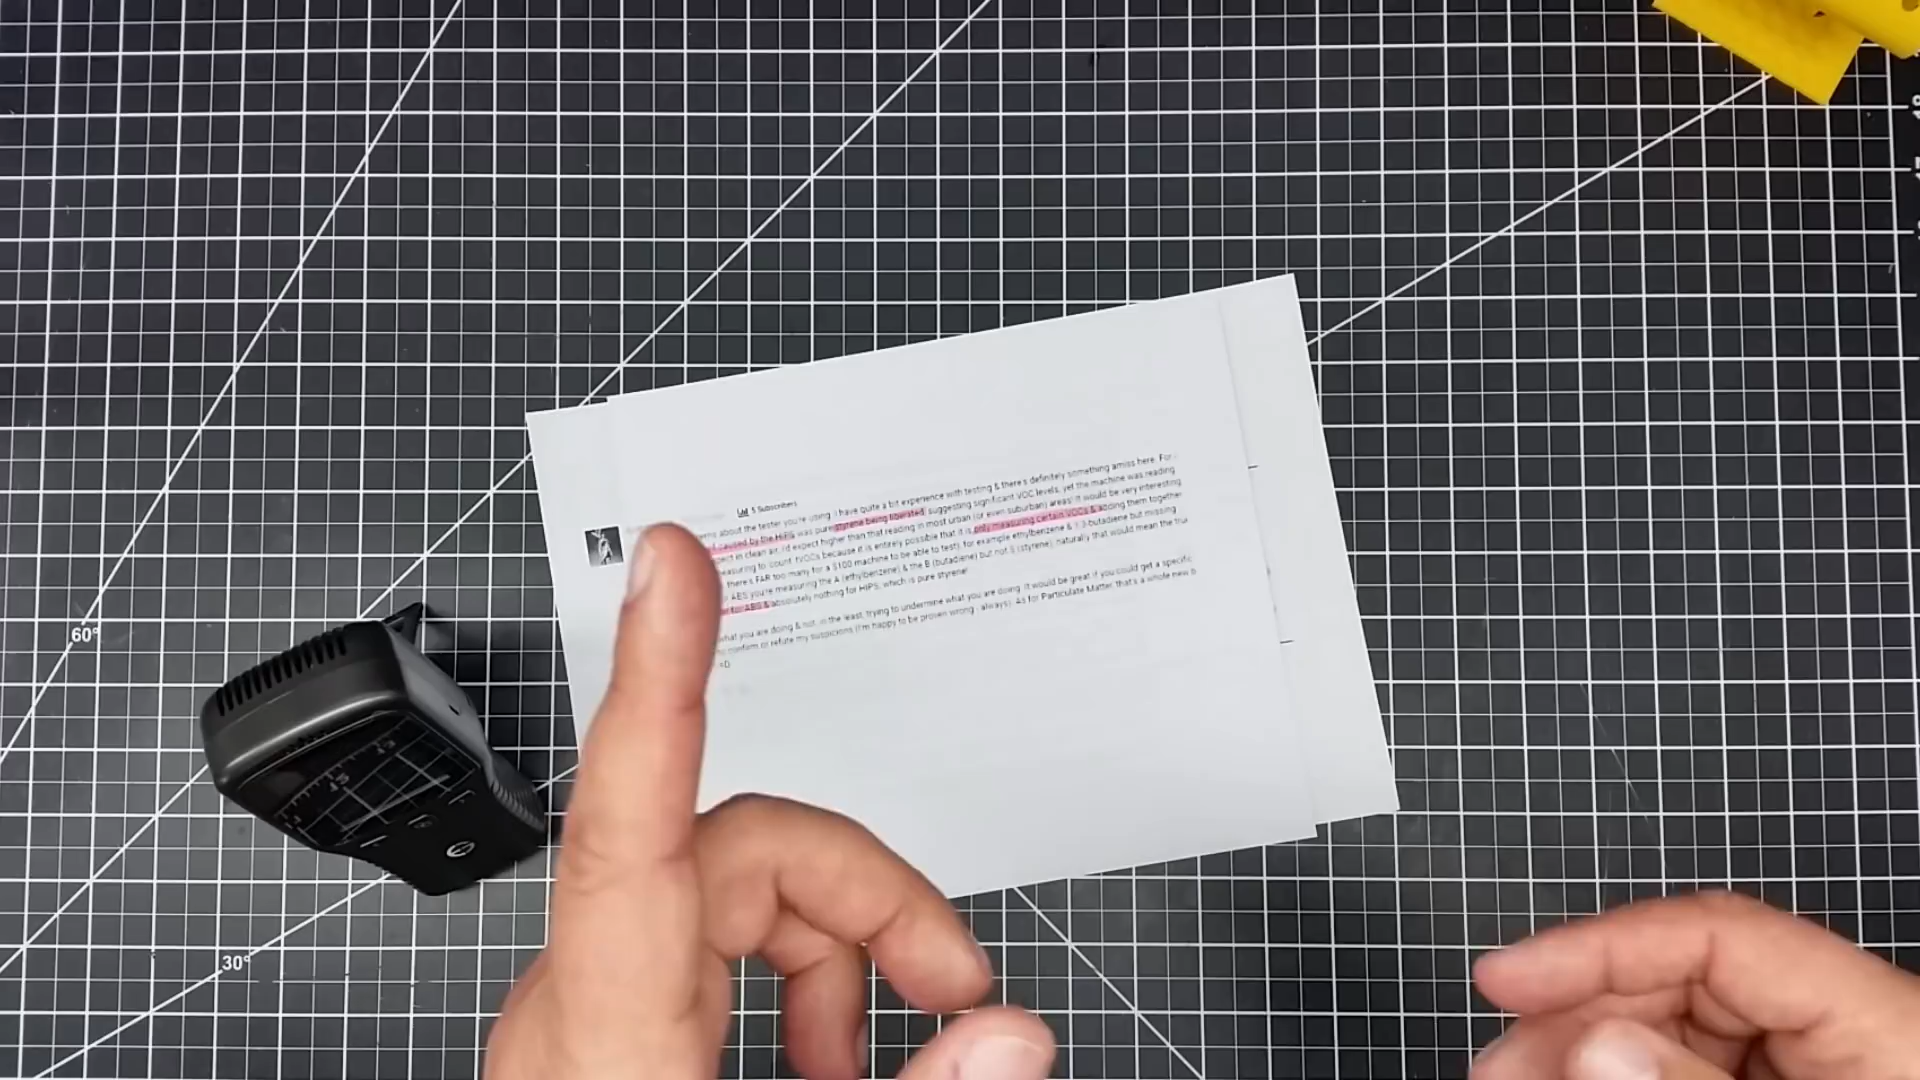 5 Subscribers
about the tester you're using. I have quite a bit experience with testing & there's definitely something amiss here. For
caused by the HIPS was pure styrene being liberated, suggesting significant VOC levels, yet the machine was reading
in clean air, I'd expect higher than that reading in most urban (or even suburban) areas! It would be very interesting
measuring to count tVOCs because it is entirely possible that it is only measuring certain VOCs & adding them together
there's FAR too many for a $100 machine to be able to test), for example ethylbenzene & 1,3-butadiene but missing
ABS you're measuring the A (ethylbenzene) & the B (butadiene) but not S (styrene), naturally that would mean the
for ABS & absolutely nothing for HIPS, which is pure styrene!
what you are doing & not, in the least, trying to undermine what you are doing. It would be great if you could get a specific
confirm or refute my suspicions (I'm happy to be proven wrong - always). As for Particulate Matter, that's a whole new
=D
60°
30°